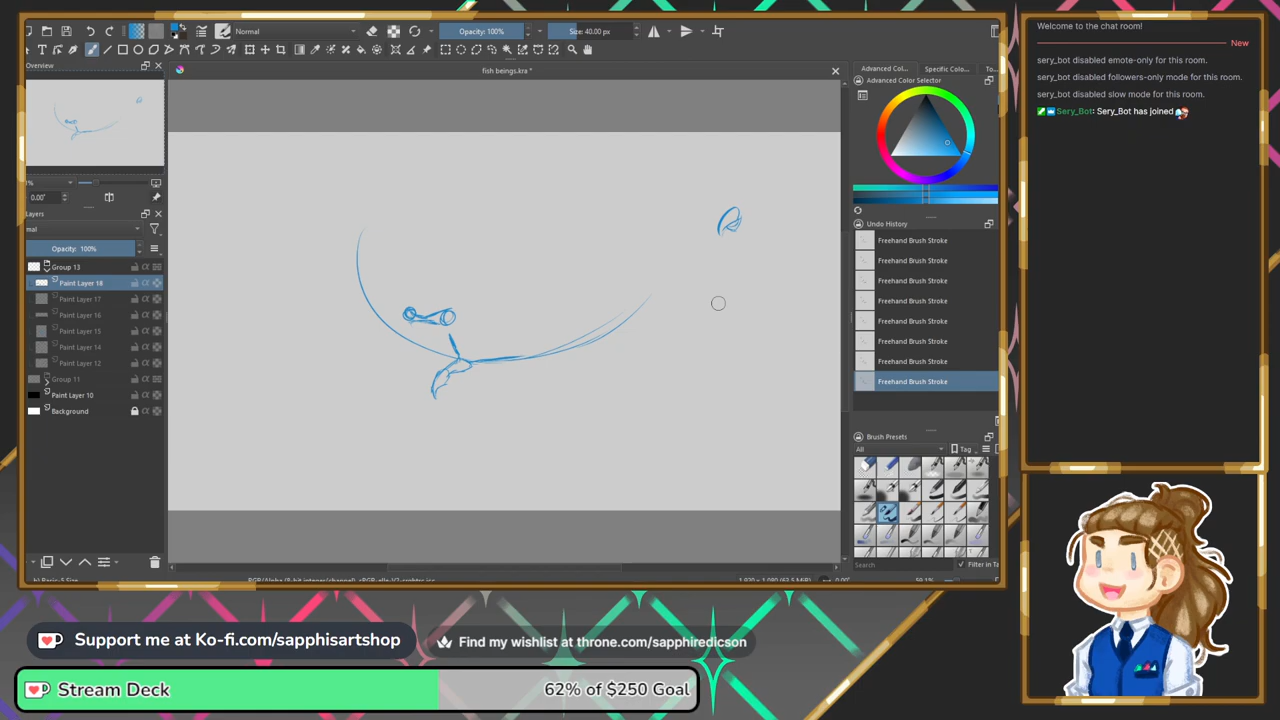 Normal
Opacity: 100%
Size: 40.00 px
Overview
fish beings.kra *
Advanced Col...
Specific Colo...
To...
Advanced Color Selector
0.00°
Layers
mal
Opacity: 100%
Group 13
Paint Layer 18
Paint Layer 17
Paint Layer 16
Paint Layer 15
Paint Layer 14
Paint Layer 12
Group 11
Paint Layer 10
Background
Undo History
Freehand Brush Stroke
Freehand Brush Stroke
Freehand Brush Stroke
Freehand Brush Stroke
Freehand Brush Stroke
Freehand Brush Stroke
Freehand Brush Stroke
Freehand Brush Stroke
Brush Presets
All
Tag
Search
Filter in Ta
Welcome to the chat room!
New
sery_bot disabled emote-only for this room.
sery_bot disabled followers-only mode for this room.
sery_bot disabled slow mode for this room.
Sery_Bot: Sery_Bot has joined
Support me at Ko-fi.com/sapphisartshop
Find my wishlist at throne.com/sapphiredicson
Stream Deck
62% of $250 Goal